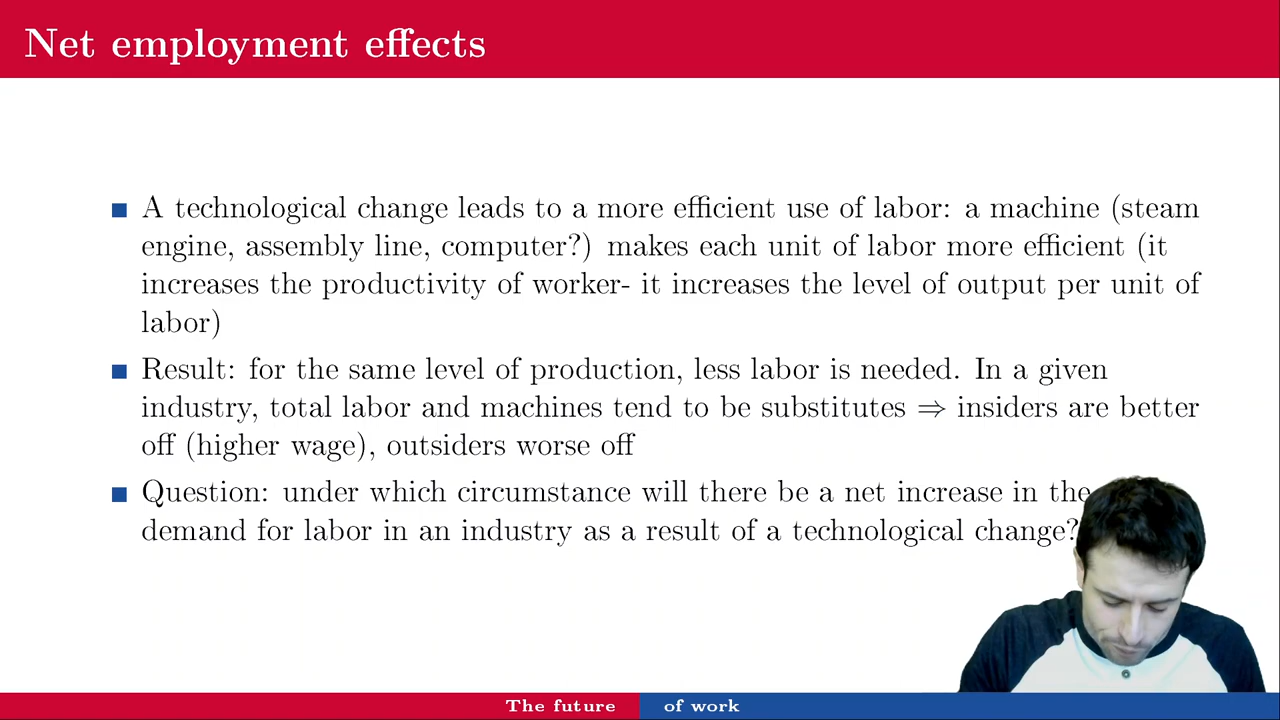 Net employment effects
A technological change leads to a more efficient use of labor: a machine (steam
engine, assembly line, computer?) makes each unit of labor more efficient (it
increases the productivity of worker- it increases the level of output per unit of
labor)
Result: for the same level of production, less labor is needed. In a given
industry, total labor and machines tend to be substitutes ⇒ insiders are better
off (higher wage), outsiders worse off
Question: under which circumstance will there be a net increase in the
demand for labor in an industry as a result of a technological change?
The future of work